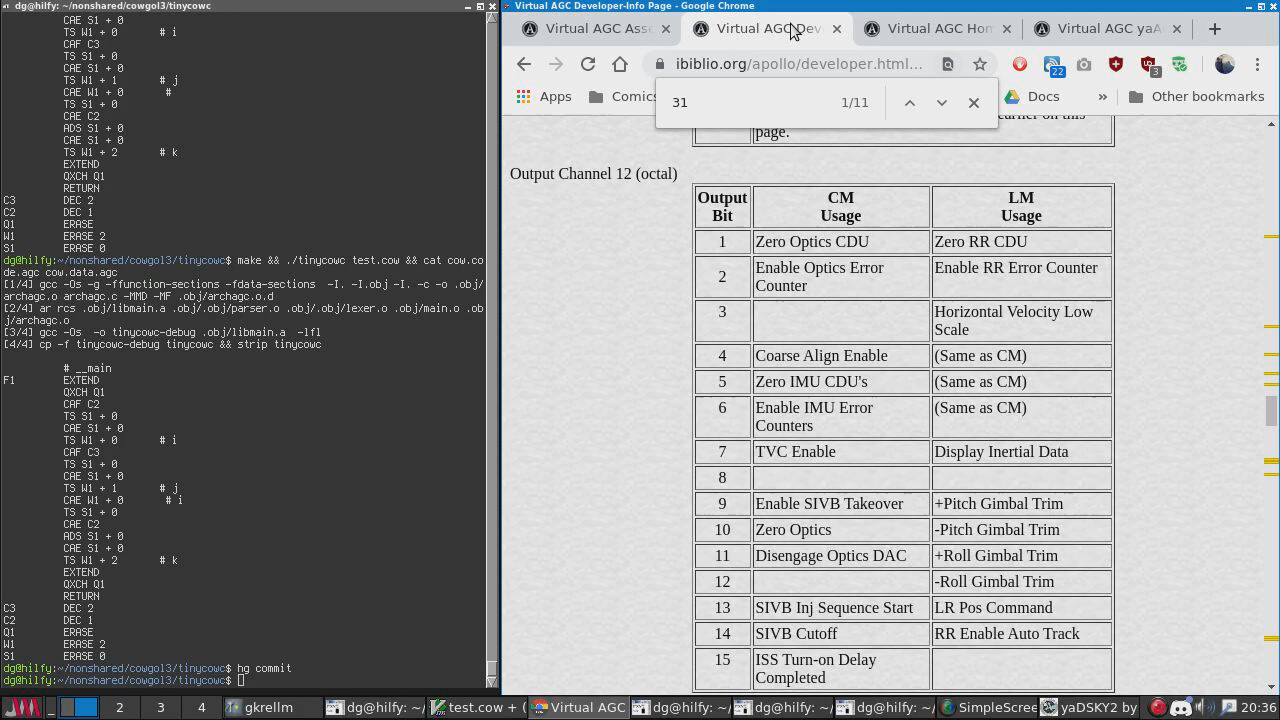 dg@hilfy: ~/nonshared/cowgol3/tinycowc
CAE S1 + 0
TS W1 + 0 # i
CAF C3
TS S1 + 0
CAE S1 + 0
TS W1 + 1 # j
CAE W1 + 0 #
TS S1 + 0
CAE C2
ADS S1 + 0
CAE S1 + 0
TS W1 + 2 # k
EXTEND
QXCH Q1
RETURN
C3 DEC 2
C2 DEC 1
Q1 ERASE
W1 ERASE 2
S1 ERASE 0
dg@hilfy:~/nonshared/cowgol3/tinycowc$ make && ./tinycowc test.cow && cat cow.co
de.agc cow.data.agc
[1/4] gcc -Os -g -ffunction-sections -fdata-sections -I. -I.obj -I. -c -o .obj/
archagc.o archagc.c -MMD -MF .obj/archagc.o.d
[2/4] ar rcs .obj/libmain.a .obj/.obj/parser.o .obj/.obj/lexer.o .obj/main.o .ob
j/archagc.o
[3/4] gcc -Os -o tinycowc-debug .obj/libmain.a -lfl
[4/4] cp -f tinycowc-debug tinycowc && strip tinycowc
# __main
F1 EXTEND
QXCH Q1
CAF C2
TS S1 + 0
CAE S1 + 0
TS W1 + 0 # i
CAF C3
TS S1 + 0
CAE S1 + 0
TS W1 + 1 # j
CAE W1 + 0 # i
TS S1 + 0
CAE C2
ADS S1 + 0
CAE S1 + 0
TS W1 + 2 # k
EXTEND
QXCH Q1
RETURN
C3 DEC 2
C2 DEC 1
Q1 ERASE
W1 ERASE 2
S1 ERASE 0
dg@hilfy:~/nonshared/cowgol3/tinycowc$ hg commit
dg@hilfy:~/nonshared/cowgol3/tinycowc$
Virtual AGC Developer-Info Page - Google Chrome
Virtual AGC Asse
Virtual AGC Dev
Virtual AGC Hom
Virtual AGC yaA
ibiblio.org/apollo/developer.html...
22
3
Apps
Comics
Docs
»
Other bookmarks
31 1/11
earlier on this
page.
Output Channel 12 (octal)
Output Bit CM Usage LM Usage
1 Zero Optics CDU Zero RR CDU
2 Enable Optics Error Counter Enable RR Error Counter
3 Horizontal Velocity Low Scale
4 Coarse Align Enable (Same as CM)
5 Zero IMU CDU's (Same as CM)
6 Enable IMU Error Counters (Same as CM)
7 TVC Enable Display Inertial Data
8
9 Enable SIVB Takeover +Pitch Gimbal Trim
10 Zero Optics -Pitch Gimbal Trim
11 Disengage Optics DAC +Roll Gimbal Trim
12 -Roll Gimbal Trim
13 SIVB Inj Sequence Start LR Pos Command
14 SIVB Cutoff RR Enable Auto Track
15 ISS Turn-on Delay Completed
2 3 4 gkrellm dg@hilfy: ~ test.cow + ( Virtual AGC dg@hilfy: ~ dg@hilfy: ~ dg@hilfy: ~/ SimpleScree yaDSKY2 by 20:36